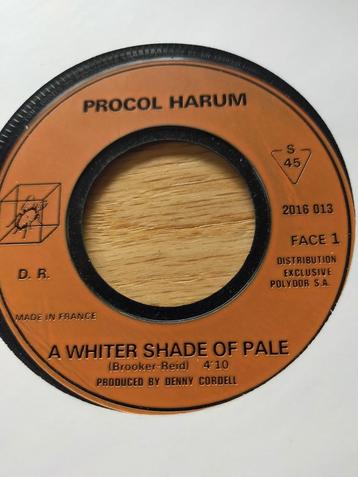 PROCOL HARUM
S
45
2016 013
FACE 1
D. R.
DISTRIBUTION
EXCLUSIVE
POLYDOR S.A.
MADE IN FRANCE
A WHITER SHADE OF PALE
(Brooker-Reid) 4'10
PRODUCED BY DENNY CORDELL